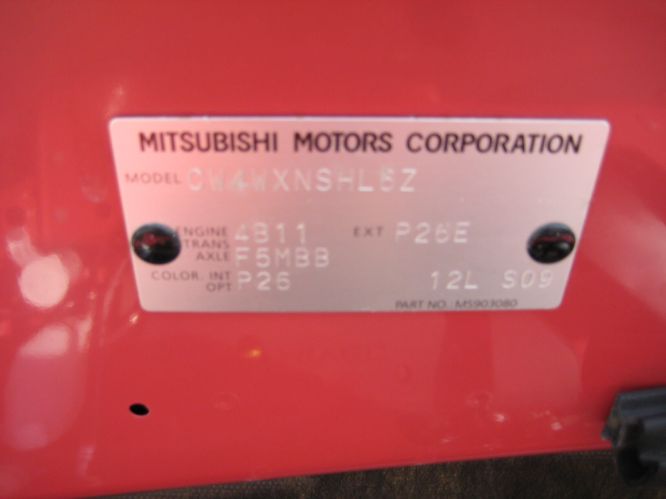 MITSUBISHI MOTORS CORPORATION
MODEL CW4WXNSHL6Z
ENGINE 4B11 EXT P26E
TRANS AXLE F5MBB
COLOR. INT OPT P26 12L S09
PART NO.: MS903080